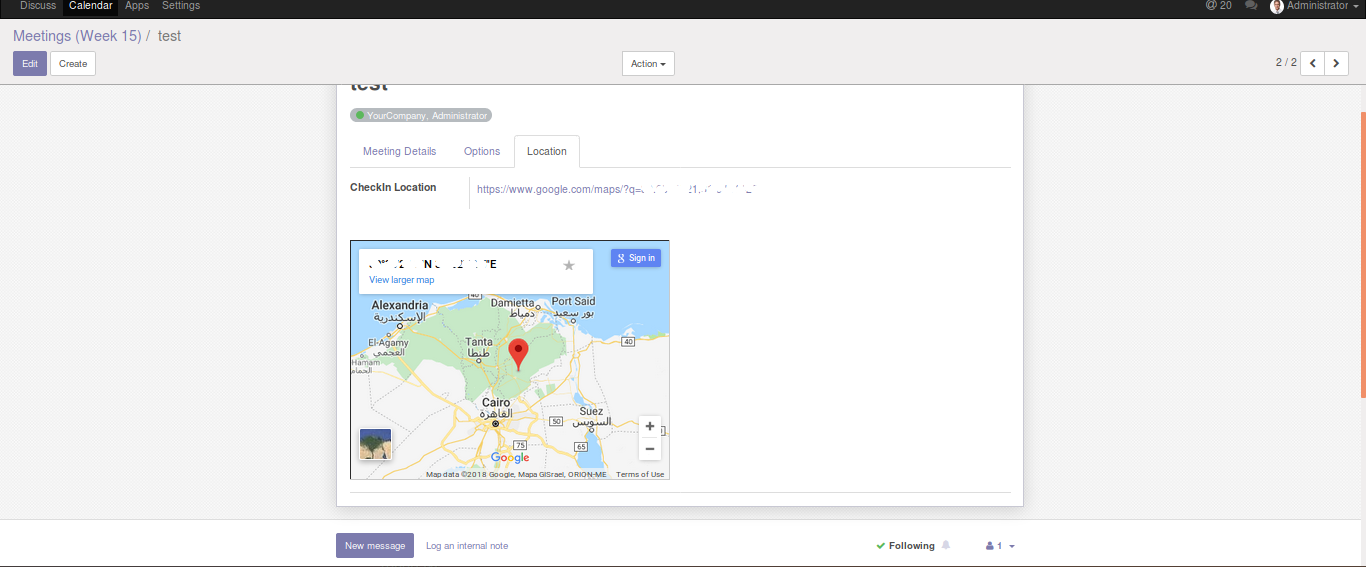 Discuss Calendar Apps Settings @ 20 Administrator
Meetings (Week 15) / test
Edit Create Action 2 / 2
test
YourCompany, Administrator
Meeting Details Options Location
CheckIn Location https://www.google.com/maps/?q=
View larger map
Sign in
40
Alexandria
الإسكندرية
Damietta
دمياط
Port Said
بور سعيد
El-Agamy
العجمي
Hamam
الحمام
Tanta
طنطا
40
Cairo
القاهرة
50
Suez
السويس
75
65
Google
Map data ©2018 Google, Mapa GISrael, ORION-ME Terms of Use
New message Log an internal note Following 1